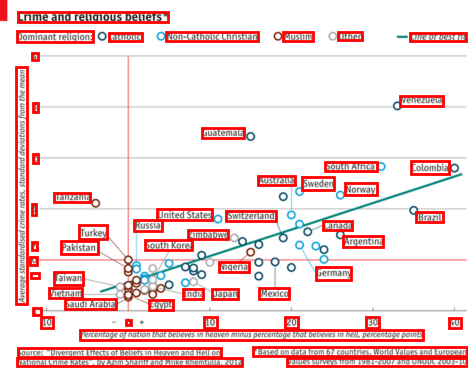 Crime and religious beliefs*
Dominant religion: Catholic Non-Catholic Christian Muslim Other Line of best fit
Average standardised crime rates, standard deviations from the mean
Venezuela
Guatemala
South Africa
Colombia
Australia
Sweden
Norway
Tanzania
United States
Switzerland
Brazil
Russia
Turkey
Zimbabwe
Canada
Pakistan
South Korea
Argentina
Nigeria
Germany
Taiwan
Vietnam
India
Japan
Mexico
Saudi Arabia
Egypt
10 – 0 + 10 20 30 40
Percentage of nation that believes in heaven minus percentage that believes in hell, percentage points
Source: "Divergent Effects of Beliefs in Heaven and Hell on
National Crime Rates", by Azim Shariff and Mijke Rhemtulla, 2012
*Based on data from 67 countries, World Values and European
Values surveys from 1981-2007 and UNODC 2003-